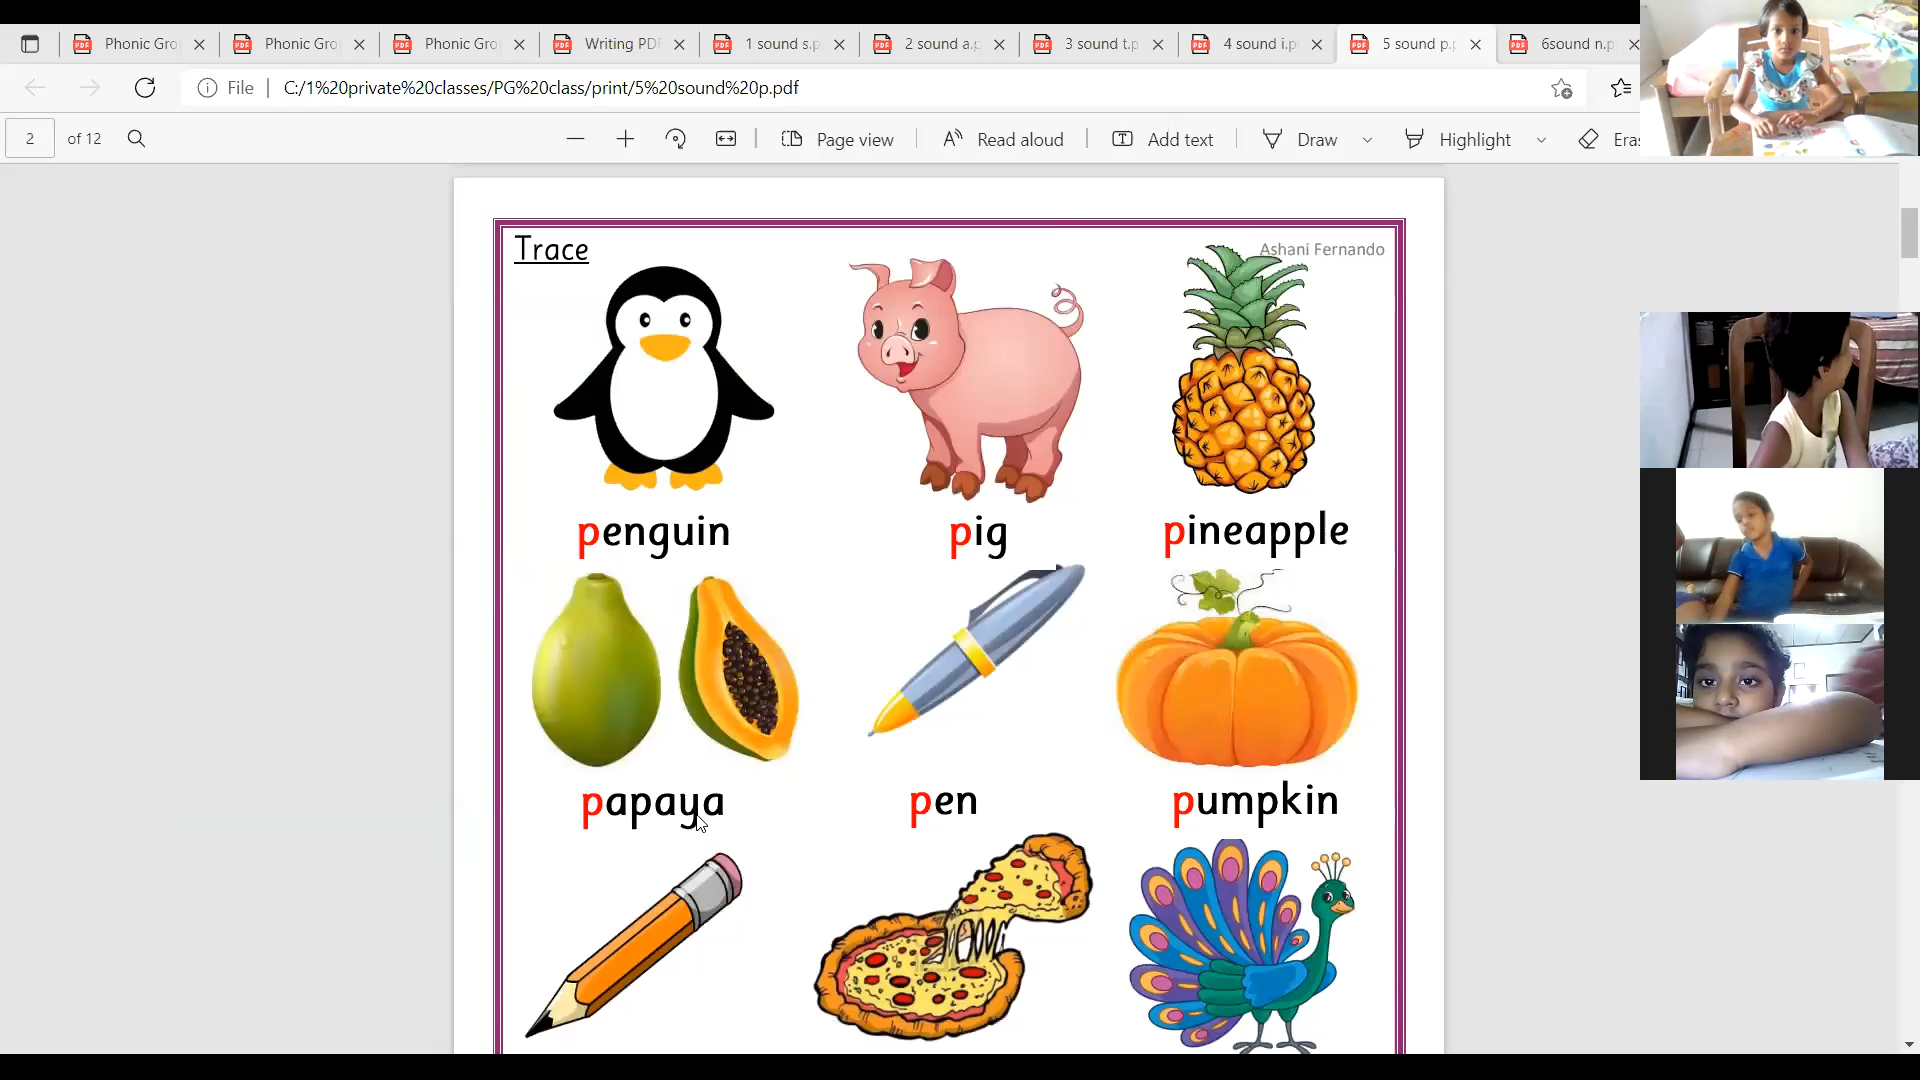 Phonic Gro
Phonic Gro
Phonic Gro
Writing PDF
1 sound s.p
2 sound a.p
3 sound t.p
4 sound i.p
5 sound p.p
6sound n.p
File C:/1%20private%20classes/PG%20class/print/5%20sound%20p.pdf
2 of 12 Page view Read aloud Add text Draw Highlight Eras
Trace Ashani Fernando
penguin pig pineapple
papaya pen pumpkin